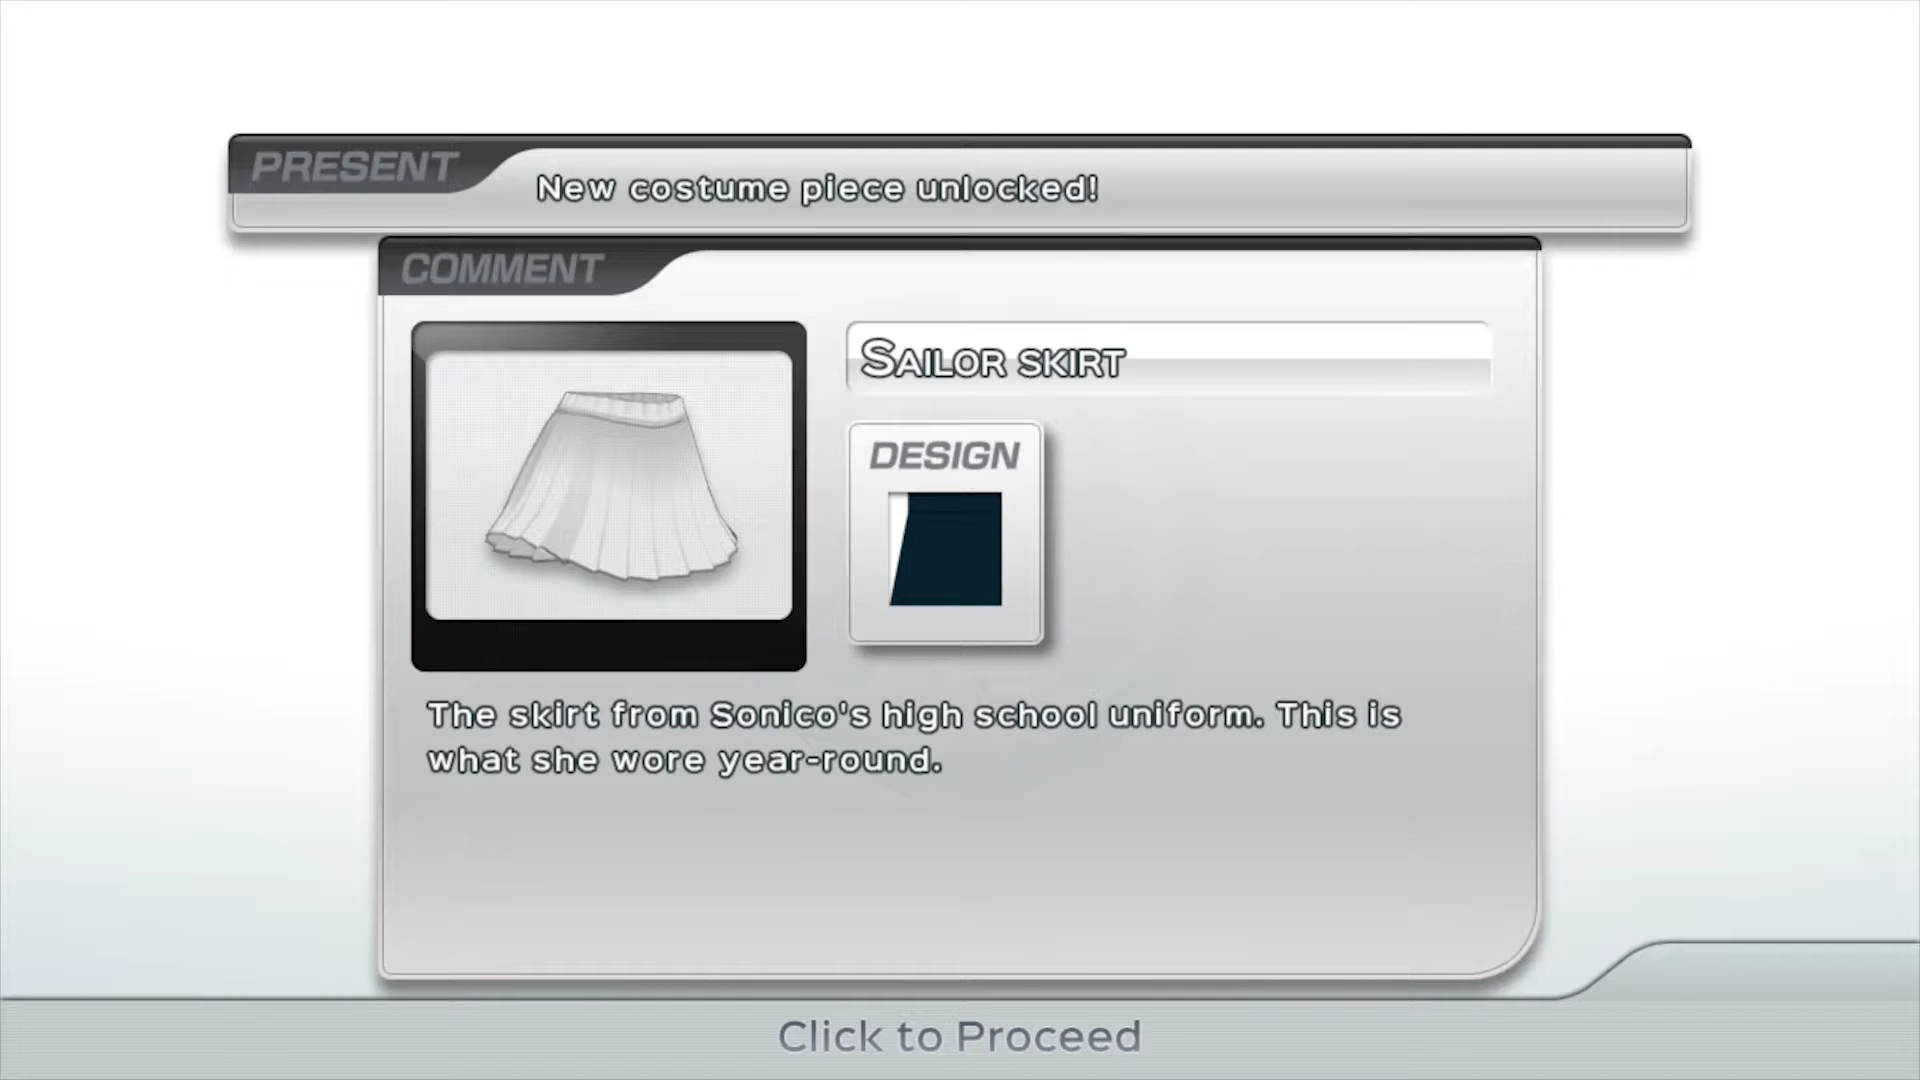 PRESENT
New costume piece unlocked!
COMMENT
SAILOR SKIRT
DESIGN
The skirt from Sonico's high school uniform. This is
what she wore year-round.
Click to Proceed